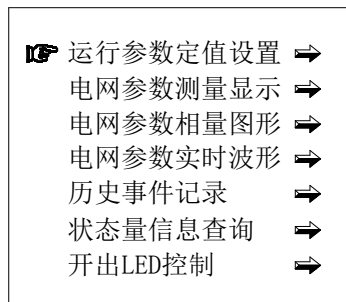 ☞ 运行参数定值设置 ⇒
电网参数测量显示 ⇒
电网参数相量图形 ⇒
电网参数实时波形 ⇒
历史事件记录 ⇒
状态量信息查询 ⇒
开出LED控制 ⇒